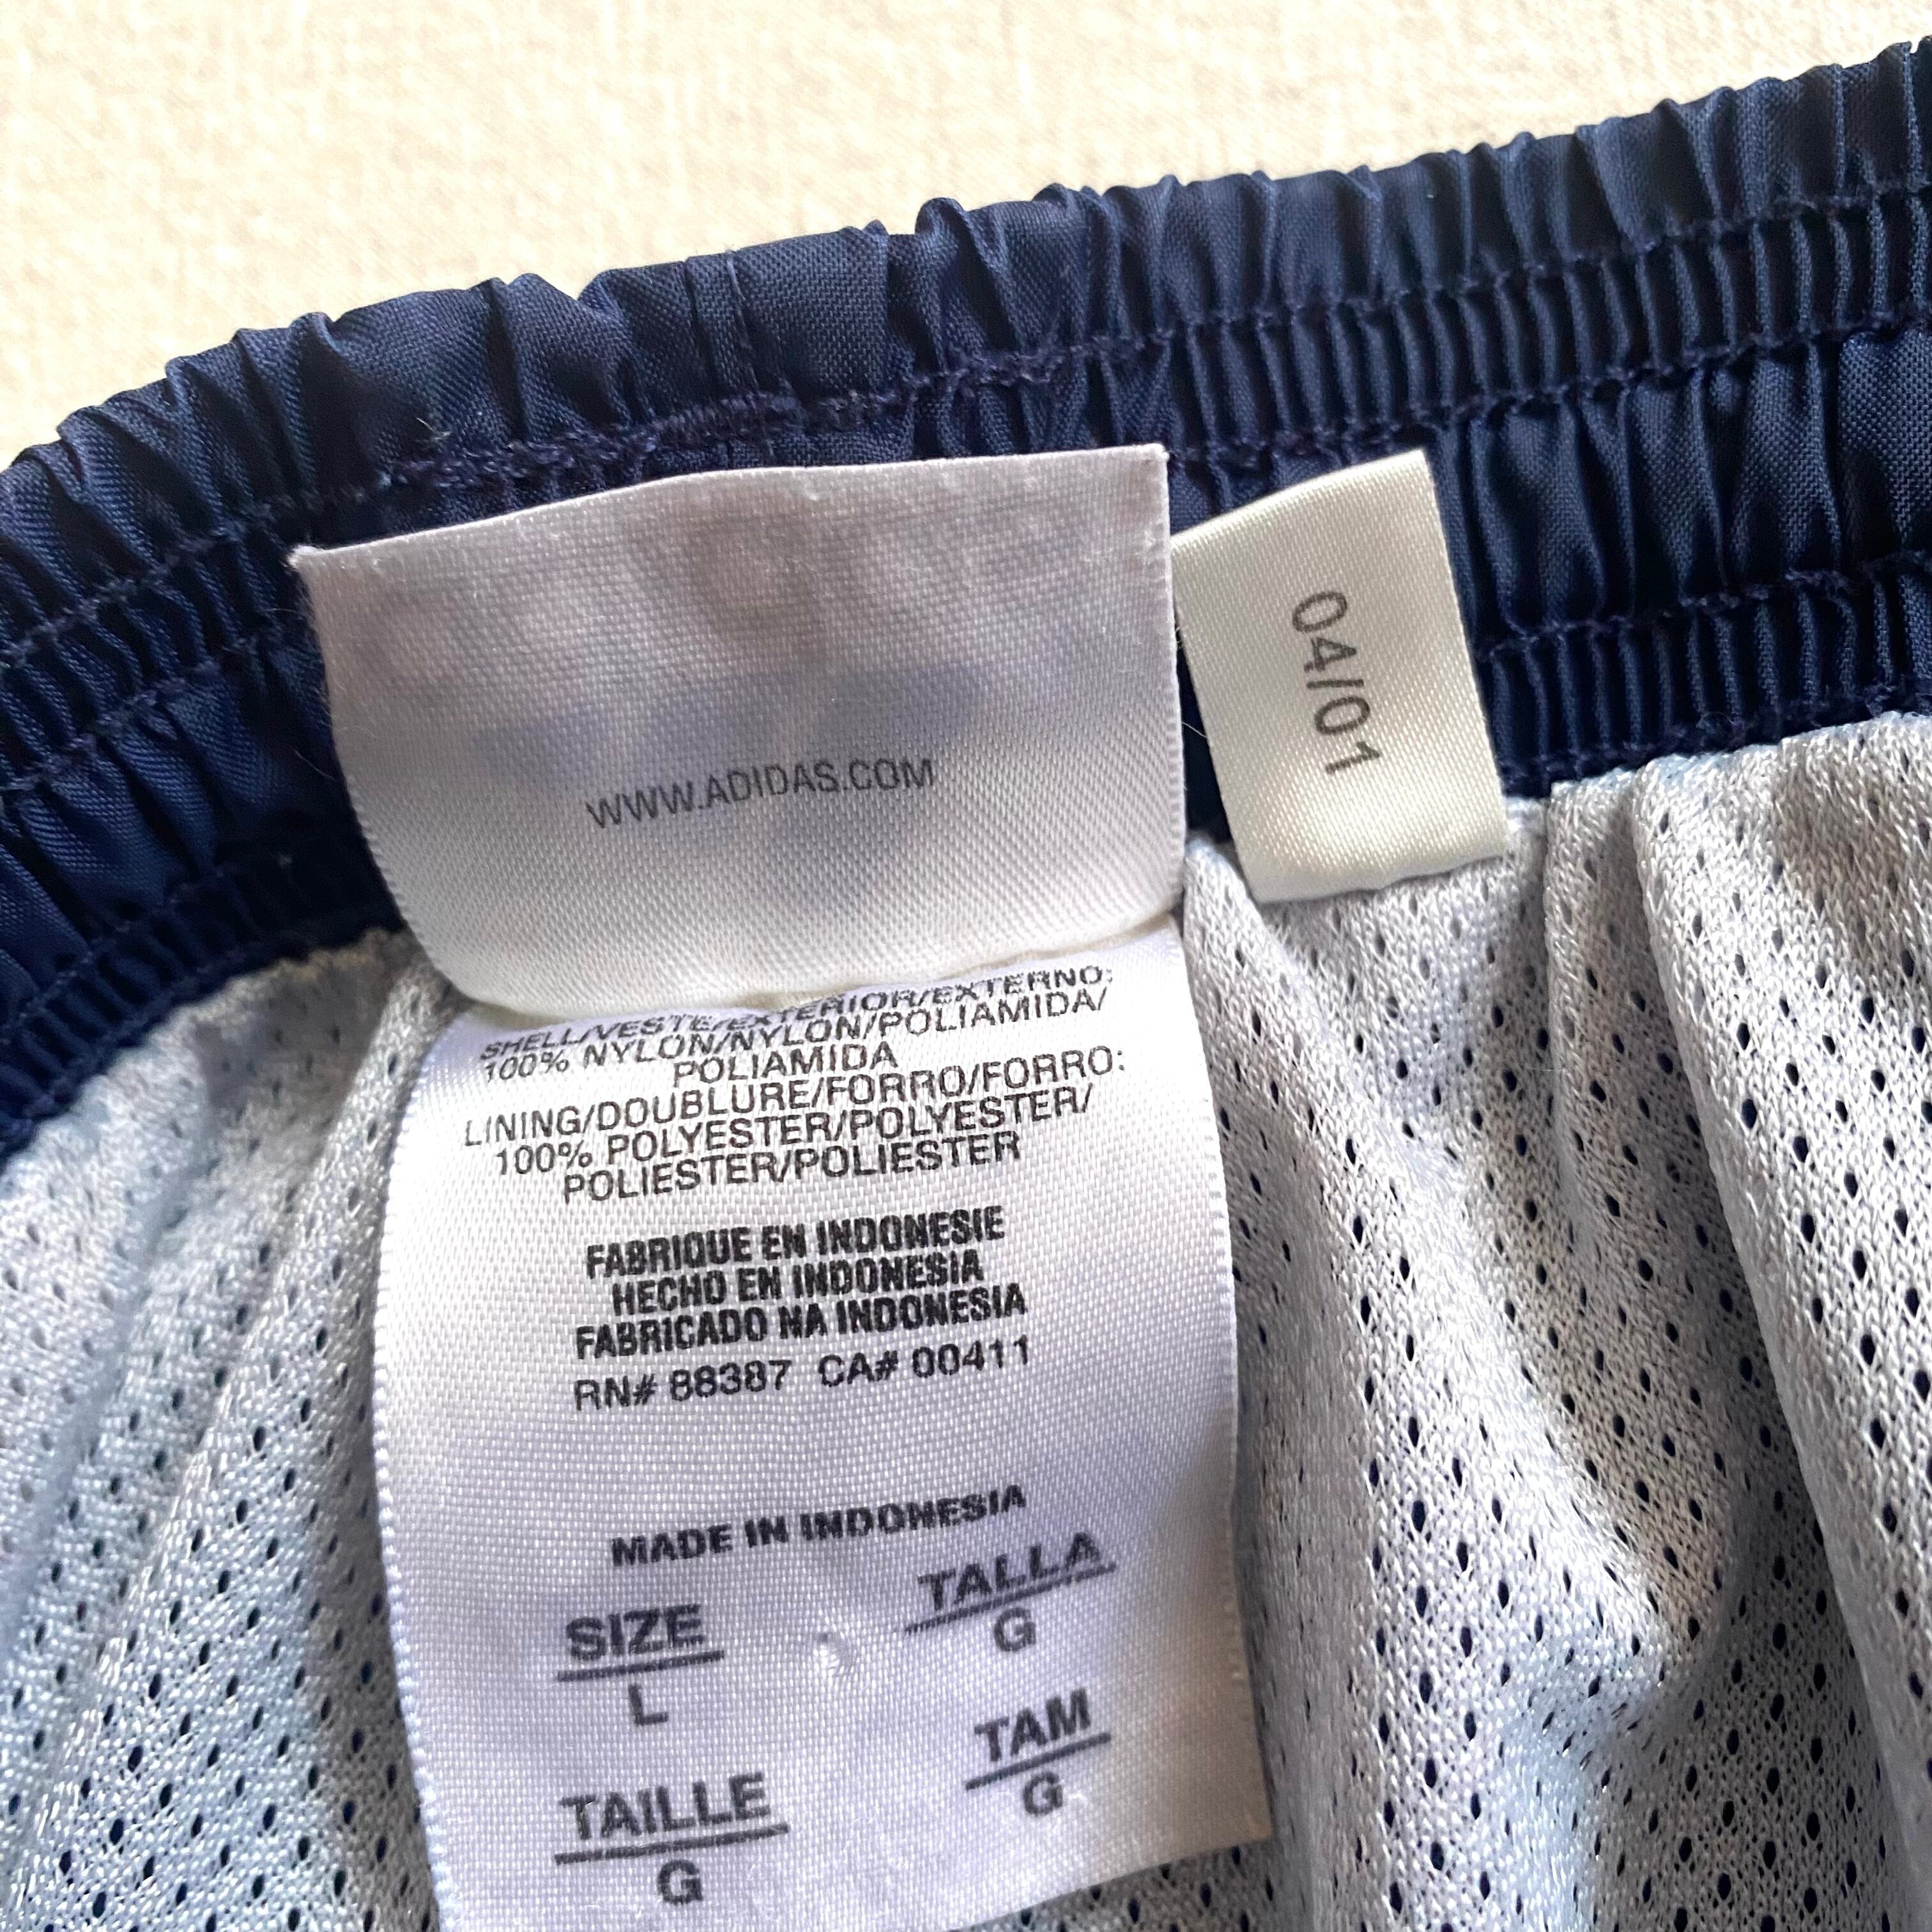 WWW.ADIDAS.COM
04/01
SHELL/VESTE/EXTERIOR/EXTERNO:
100% NYLON/NYLON/POLIAMIDA/
POLIAMIDA
LINING/DOUBLURE/FORRO/FORRO:
100% POLYESTER/POLYESTER/
POLIESTER/POLIESTER
FABRIQUE EN INDONESIE
HECHO EN INDONESIA
FABRICADO NA INDONESIA
RN# 88387 CA# 00411
MADE IN INDONESIA
SIZE
L
TALLA
G
TAILLE
G
TAM
G